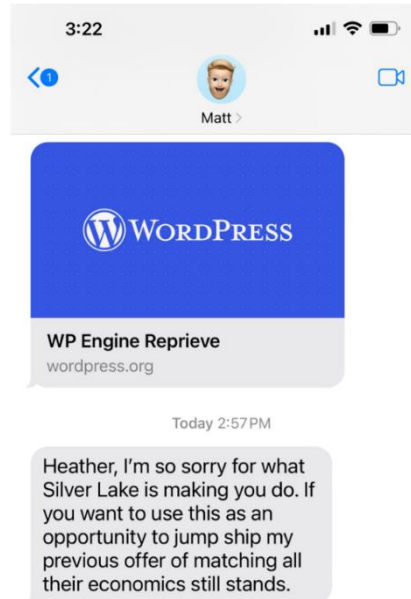 3:22
1
Matt
WORDPRESS
WP Engine Reprieve
wordpress.org
Today 2:57 PM
Heather, I'm so sorry for what
Silver Lake is making you do. If
you want to use this as an
opportunity to jump ship my
previous offer of matching all
their economics still stands.